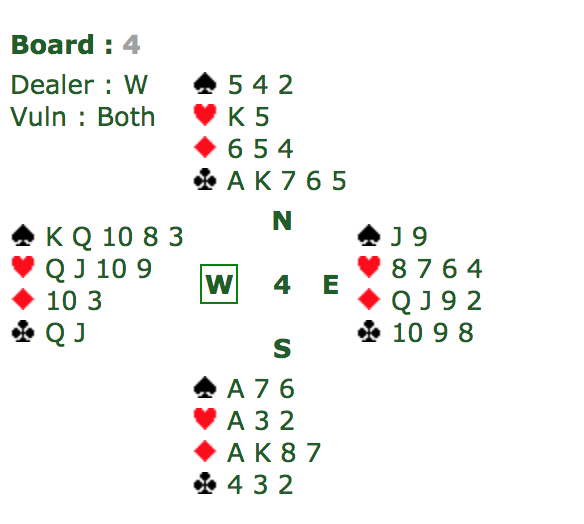 Board : 4
Dealer : W
Vuln : Both
♠ 5 4 2
♥ K 5
♦ 6 5 4
♣ A K 7 6 5
♠ K Q 10 8 3
♥ Q J 10 9
♦ 10 3
♣ Q J
N
W 4 E
S
♠ J 9
♥ 8 7 6 4
♦ Q J 9 2
♣ 10 9 8
♠ A 7 6
♥ A 3 2
♦ A K 8 7
♣ 4 3 2